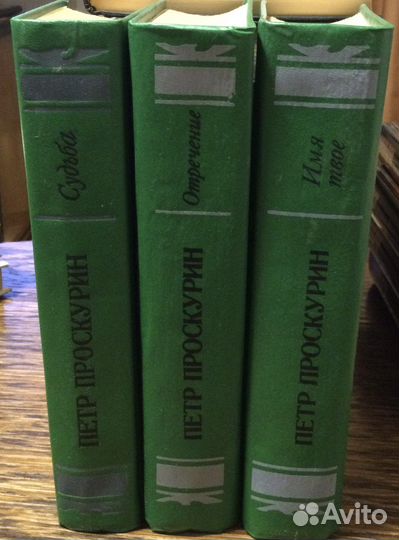 Судьба
ПЕТР ПРОСКУРИН
Отречение
ПЕТР ПРОСКУРИН
Имя
твое
ПЕТР ПРОСКУРИН
Avito